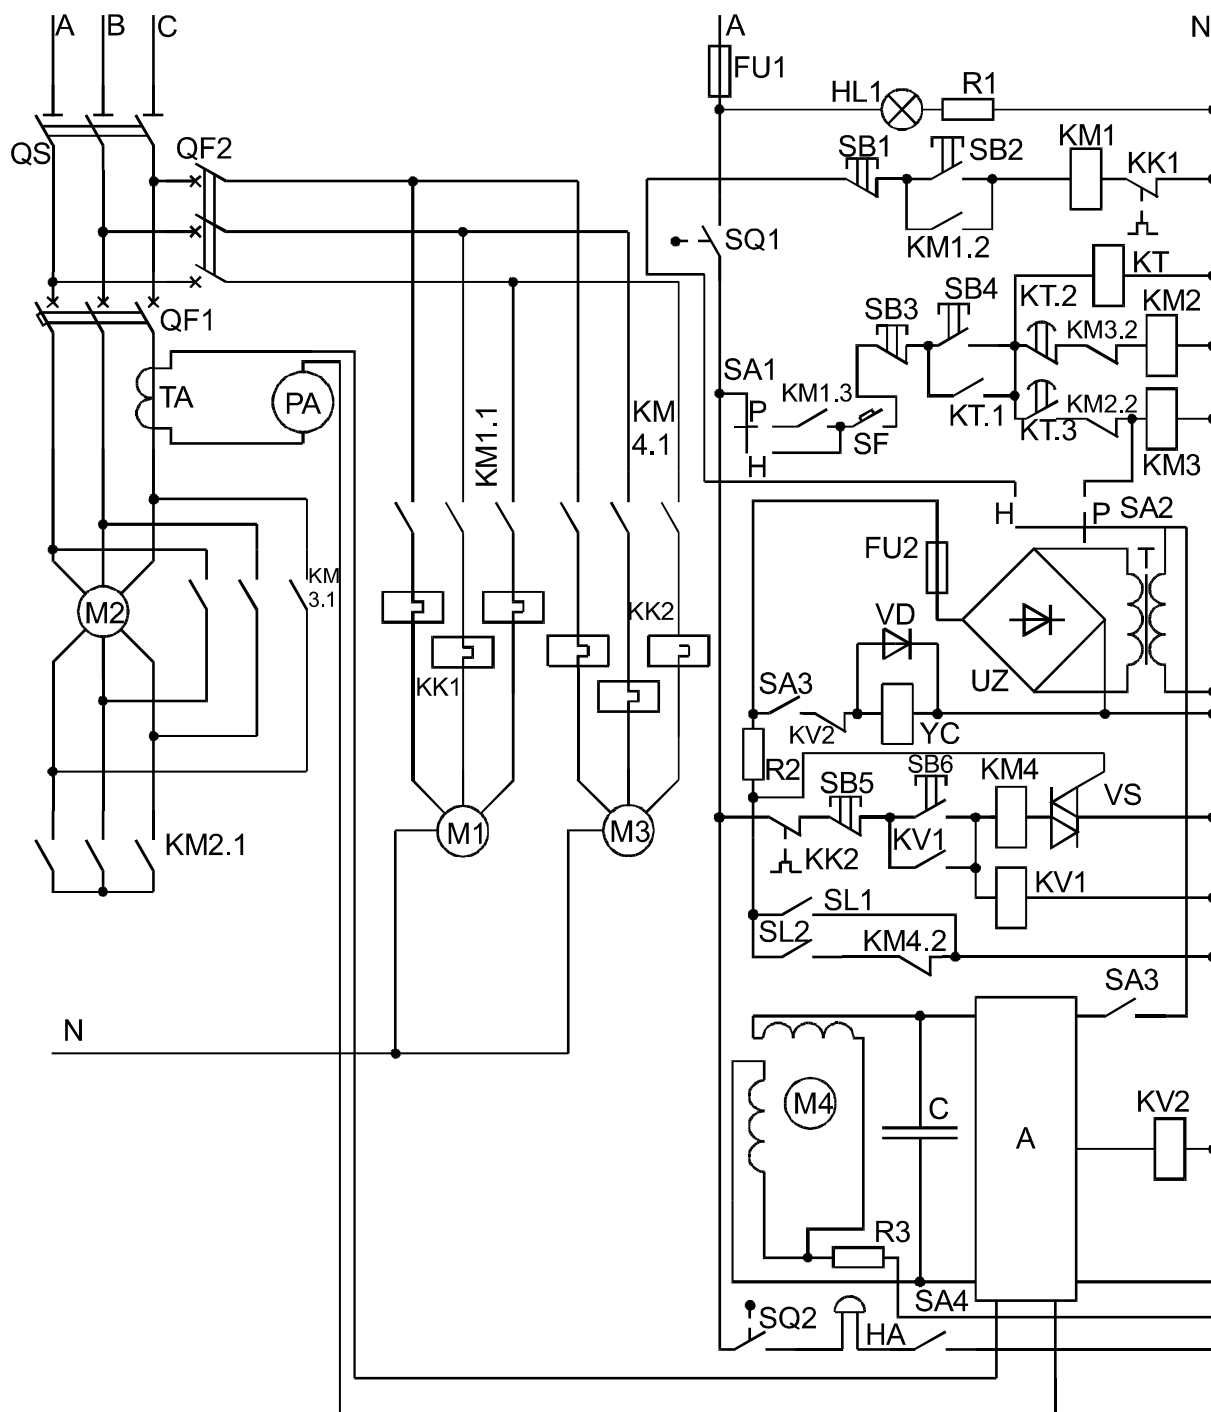 A B C A N
FU1
HL1 R1
QS QF2 SB1 SB2 KM1 KK1
SQ1 KM1.2
KT
QF1 SB3 SB4 KT.2 KM3.2 KM2
TA PA SA1 KM1.3 P KM2.2
KM1.1 KM
4.1 SF KT.1 KT.3 KM3
H
H P SA2
FU2 T
KM
3.1
M2 KK2 VD
KK1 UZ
SA3
KV2 YC
R2 SB5 SB6 KM4 VS
M1 M3 KM2.1
KV1
KK2 KV1
SL1
SL2 KM4.2
SA3
N
M4 C A KV2
R3
SA4
SQ2 HA